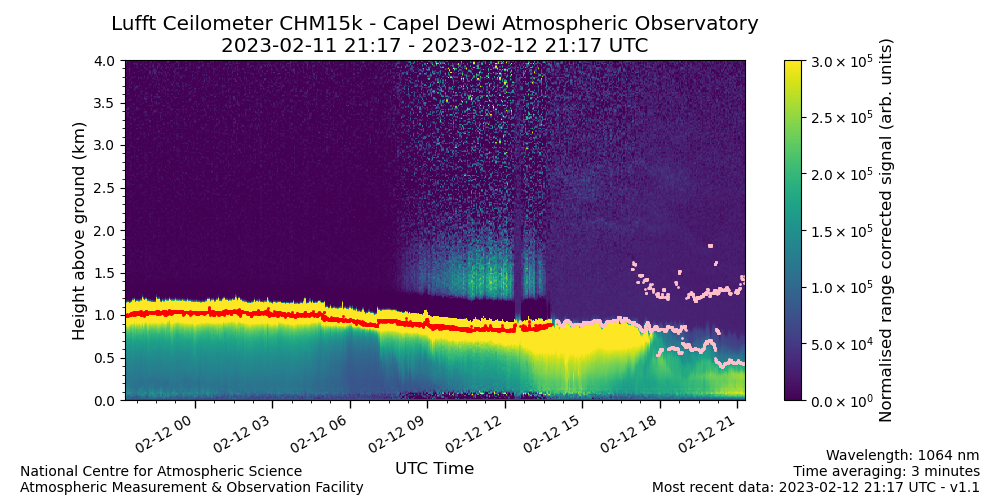 Lufft Ceilometer CHM15k - Capel Dewi Atmospheric Observatory
2023-02-11 21:17 - 2023-02-12 21:17 UTC
Height above ground (km)
4.0
3.5
3.0
2.5
2.0
1.5
1.0
0.5
0.0
02-12 00
02-12 03
02-12 06
02-12 09
02-12 12
02-12 15
02-12 18
02-12 21
UTC Time
3.0 × 10⁵
2.5 × 10⁵
2.0 × 10⁵
1.5 × 10⁵
1.0 × 10⁵
5.0 × 10⁴
0.0 × 10⁰
Normalised range corrected signal (arb. units)
National Centre for Atmospheric Science
Atmospheric Measurement & Observation Facility
Wavelength: 1064 nm
Time averaging: 3 minutes
Most recent data: 2023-02-12 21:17 UTC - v1.1